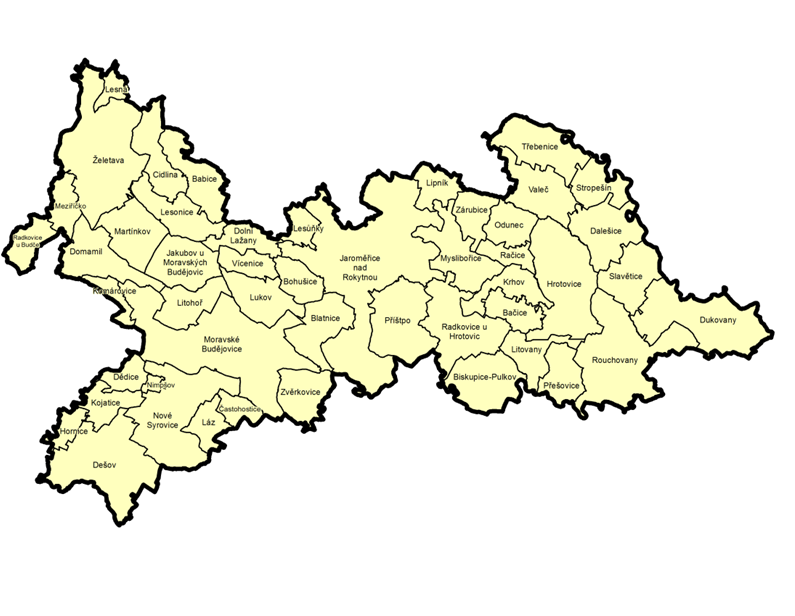 Lesná
Želetava
Cidlina
Babice
Třebenice
Lipník
Valeč
Stropešín
Meziříčko
Lesonice
Zárubice
Martínkov
Dolní
Lažany
Lesůňky
Odunec
Dalešice
Radkovice
u Budče
Domamil
Jakubov u
Moravských
Budějovic
Vícenice
Jaroměřice
nad
Rokytnou
Myslibořice
Račice
Slavětice
Bohušice
Krhov
Hrotovice
Komárovice
Litohoř
Lukov
Blatnice
Příštpo
Bačice
Dukovany
Radkovice u
Hrotovic
Moravské
Budějovice
Litovany
Rouchovany
Dědice
Nimpšov
Zvěrkovice
Biskupice-Pulkov
Přešovice
Kojatice
Častohostice
Nové
Syrovice
Láz
Hornice
Dešov